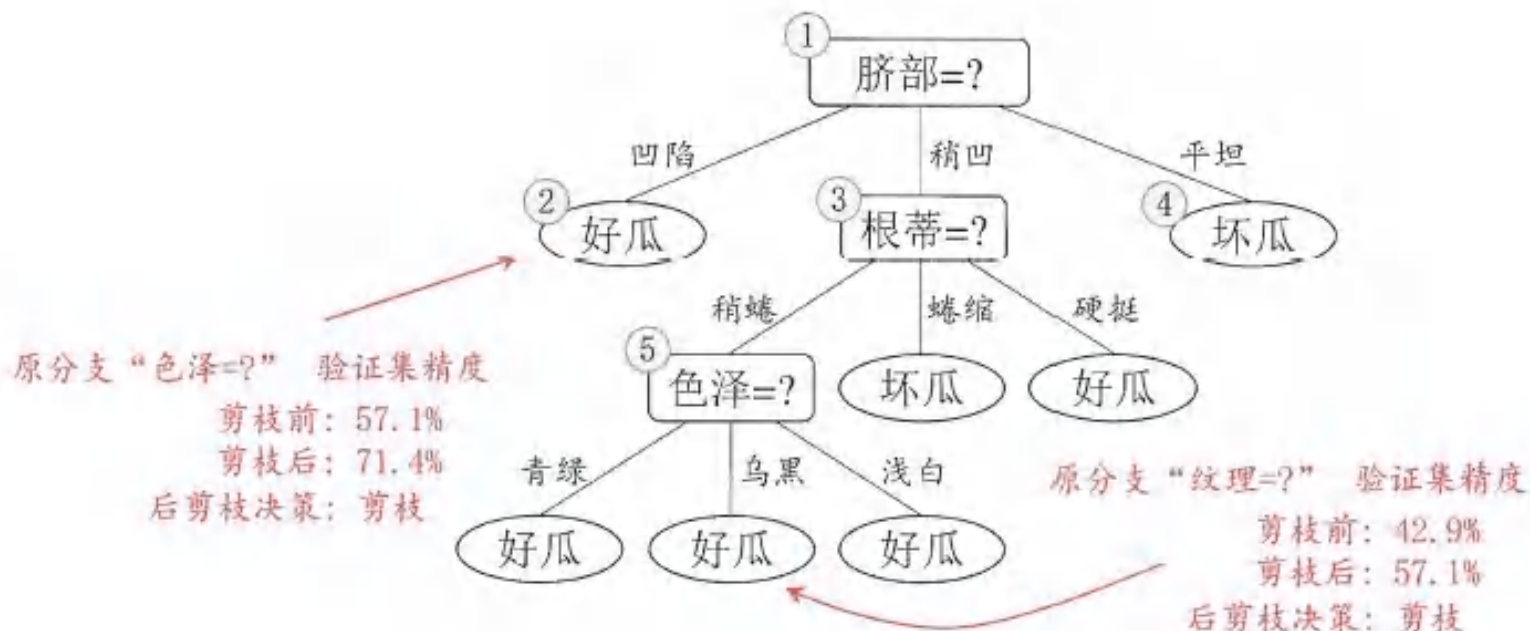 ① 脐部=?
凹陷 稍凹 平坦
② 好瓜 ③ 根蒂=? ④ 坏瓜
稍蜷 蜷缩 硬挺
⑤ 色泽=? 坏瓜 好瓜
青绿 乌黑 浅白
好瓜 好瓜 好瓜
原分支“色泽=?” 验证集精度
剪枝前: 57.1%
剪枝后: 71.4%
后剪枝决策: 剪枝
原分支“纹理=?” 验证集精度
剪枝前: 42.9%
剪枝后: 57.1%
后剪枝决策: 剪枝